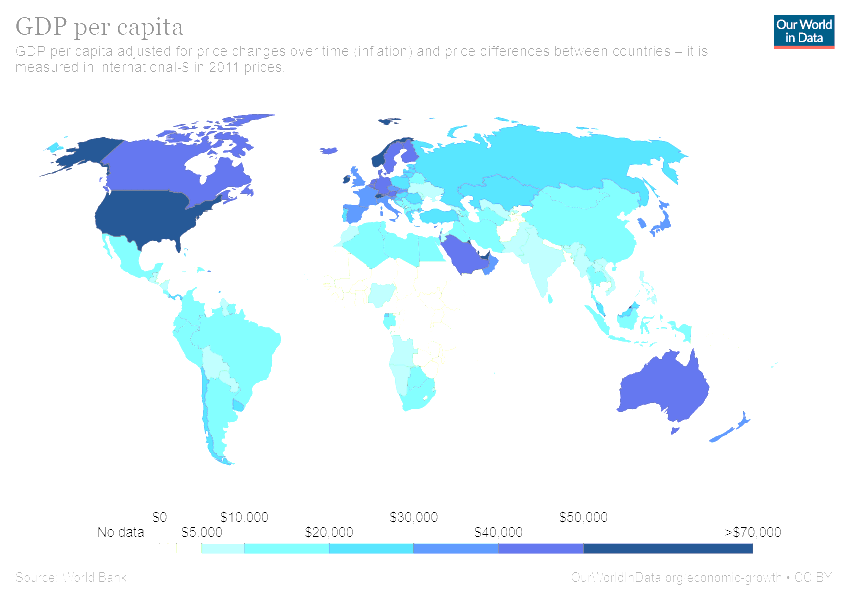 GDP per capita
Our World
in Data
GDP per capita adjusted for price changes over time (inflation) and price differences between countries – it is
measured in international-$ in 2011 prices.
$0 $10,000 $30,000 $50,000
No data $5,000 $20,000 $40,000 >$70,000
Source: World Bank
OurWorldInData.org/economic-growth • CC BY